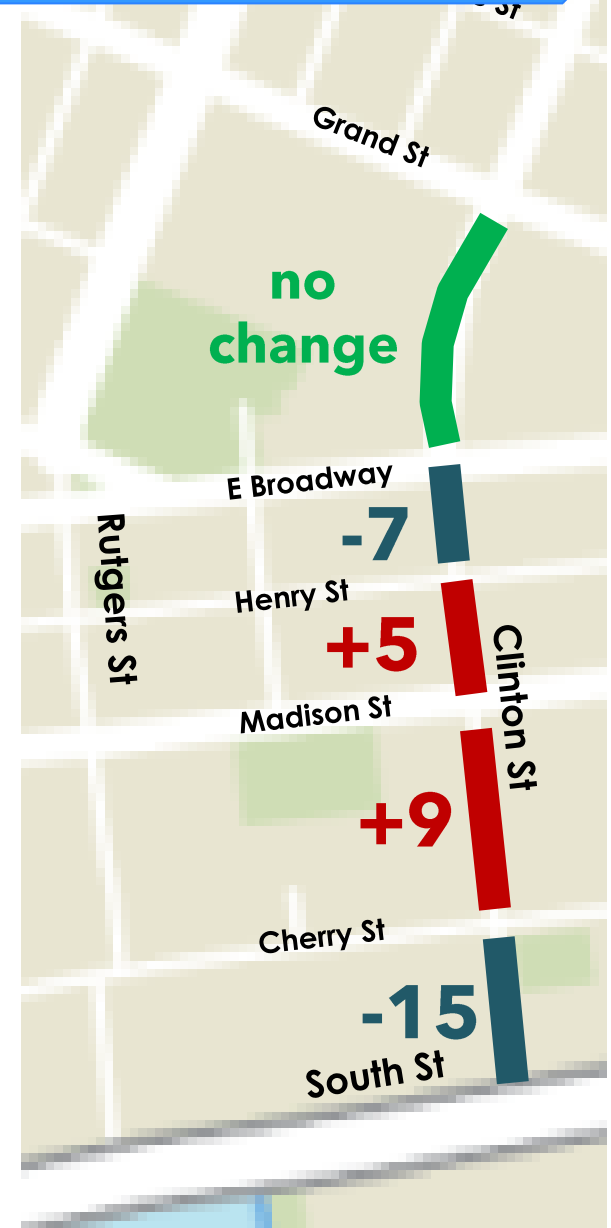 St
Grand St
no
change
E Broadway
-7
Rutgers St
Henry St
+5
Clinton St
Madison St
+9
Cherry St
-15
South St